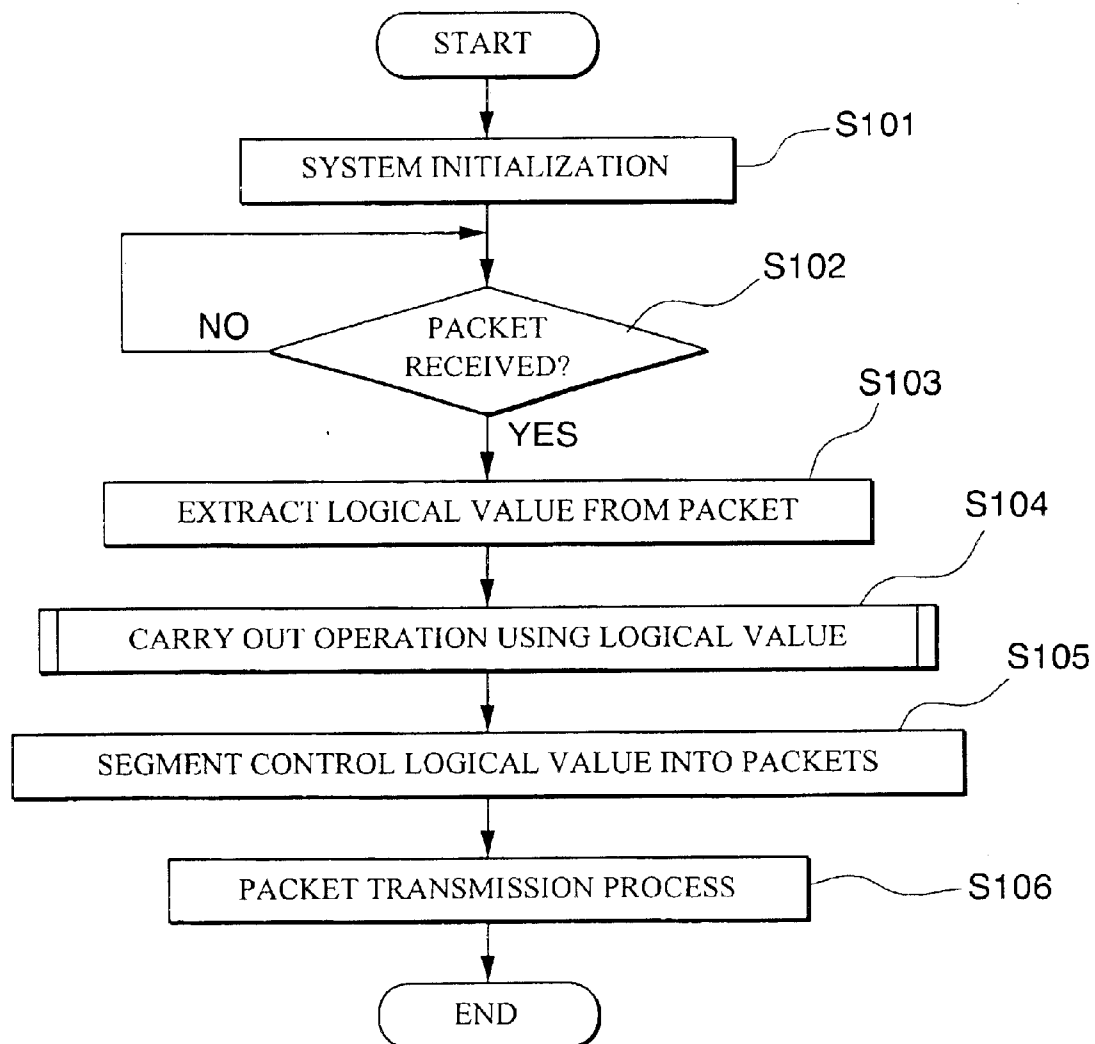 START
S101
SYSTEM INITIALIZATION
S102
NO
PACKET
RECEIVED?
YES
S103
EXTRACT LOGICAL VALUE FROM PACKET
S104
CARRY OUT OPERATION USING LOGICAL VALUE
S105
SEGMENT CONTROL LOGICAL VALUE INTO PACKETS
PACKET TRANSMISSION PROCESS
S106
END